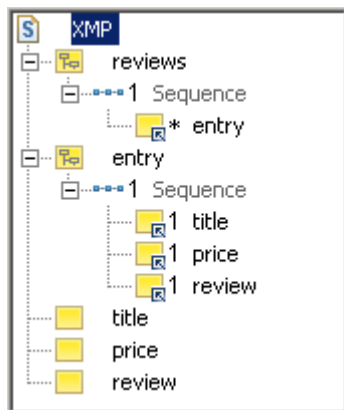 XMP
reviews
1 Sequence
* entry
entry
1 Sequence
1 title
1 price
1 review
title
price
review